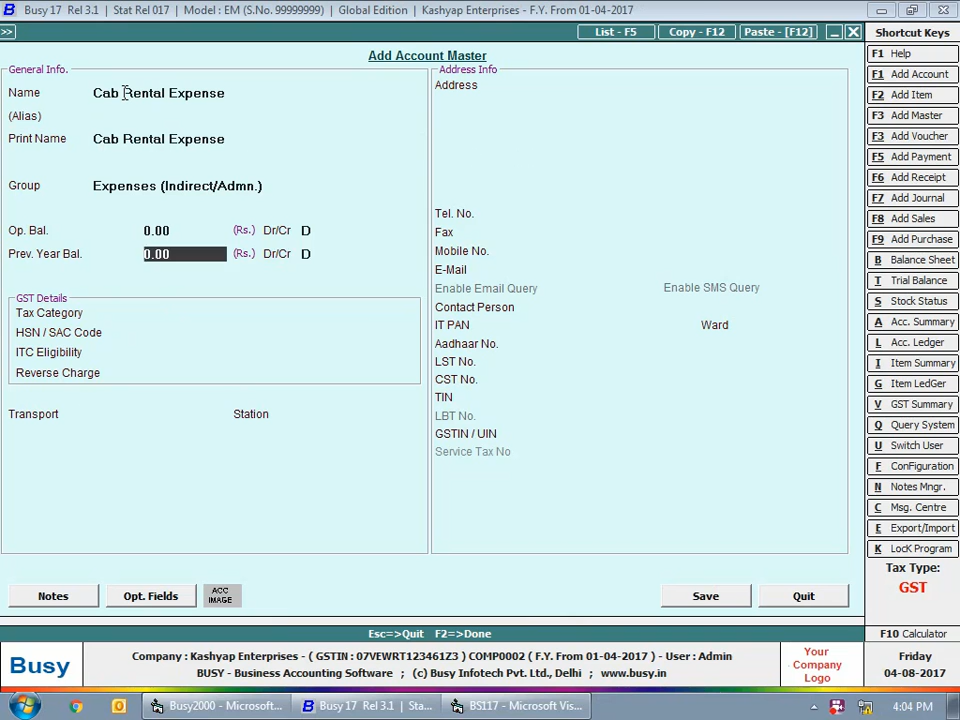 Busy 17 Rel 3.1 | Stat Rel 017 | Model : EM (S.No. 99999999) | Global Edition | Kashyap Enterprises - F.Y. From 01-04-2017
>>
List - F5
Copy - F12
Paste - [F12]
Shortcut Keys
Add Account Master
General Info.
Name Cab Rental Expense
(Alias)
Print Name Cab Rental Expense
Group Expenses (Indirect/Admn.)
Op. Bal. 0.00 (Rs.) Dr/Cr D
Prev. Year Bal. 0.00 (Rs.) Dr/Cr D
GST Details
Tax Category
HSN / SAC Code
ITC Eligibility
Reverse Charge
Transport Station
Address Info
Address
Tel. No.
Fax
Mobile No.
E-Mail
Enable Email Query Enable SMS Query
Contact Person
IT PAN Ward
Aadhaar No.
LST No.
CST No.
TIN
LBT No.
GSTIN / UIN
Service Tax No
F1 Help
F1 Add Account
F2 Add Item
F3 Add Master
F3 Add Voucher
F5 Add Payment
F6 Add Receipt
F7 Add Journal
F8 Add Sales
F9 Add Purchase
B Balance Sheet
T Trial Balance
S Stock Status
A Acc. Summary
L Acc. Ledger
I Item Summary
G Item LedGer
V GST Summary
Q Query System
U Switch User
F ConFiguration
N Notes Mngr.
C Msg. Centre
E Export/Import
K LocK Program
Tax Type:
GST
Notes
Opt. Fields
ACC
IMAGE
Save
Quit
Esc=>Quit F2=>Done
F10 Calculator
Busy
Company : Kashyap Enterprises - ( GSTIN : 07VEWRT123461Z3 ) COMP0002 ( F.Y. From 01-04-2017 ) - User : Admin
BUSY - Business Accounting Software ; (c) Busy Infotech Pvt. Ltd., Delhi ; www.busy.in
Your
Company
Logo
Friday
04-08-2017
Busy2000 - Microsoft...
Busy 17 Rel 3.1 | Sta...
BS117 - Microsoft Vis...
4:04 PM